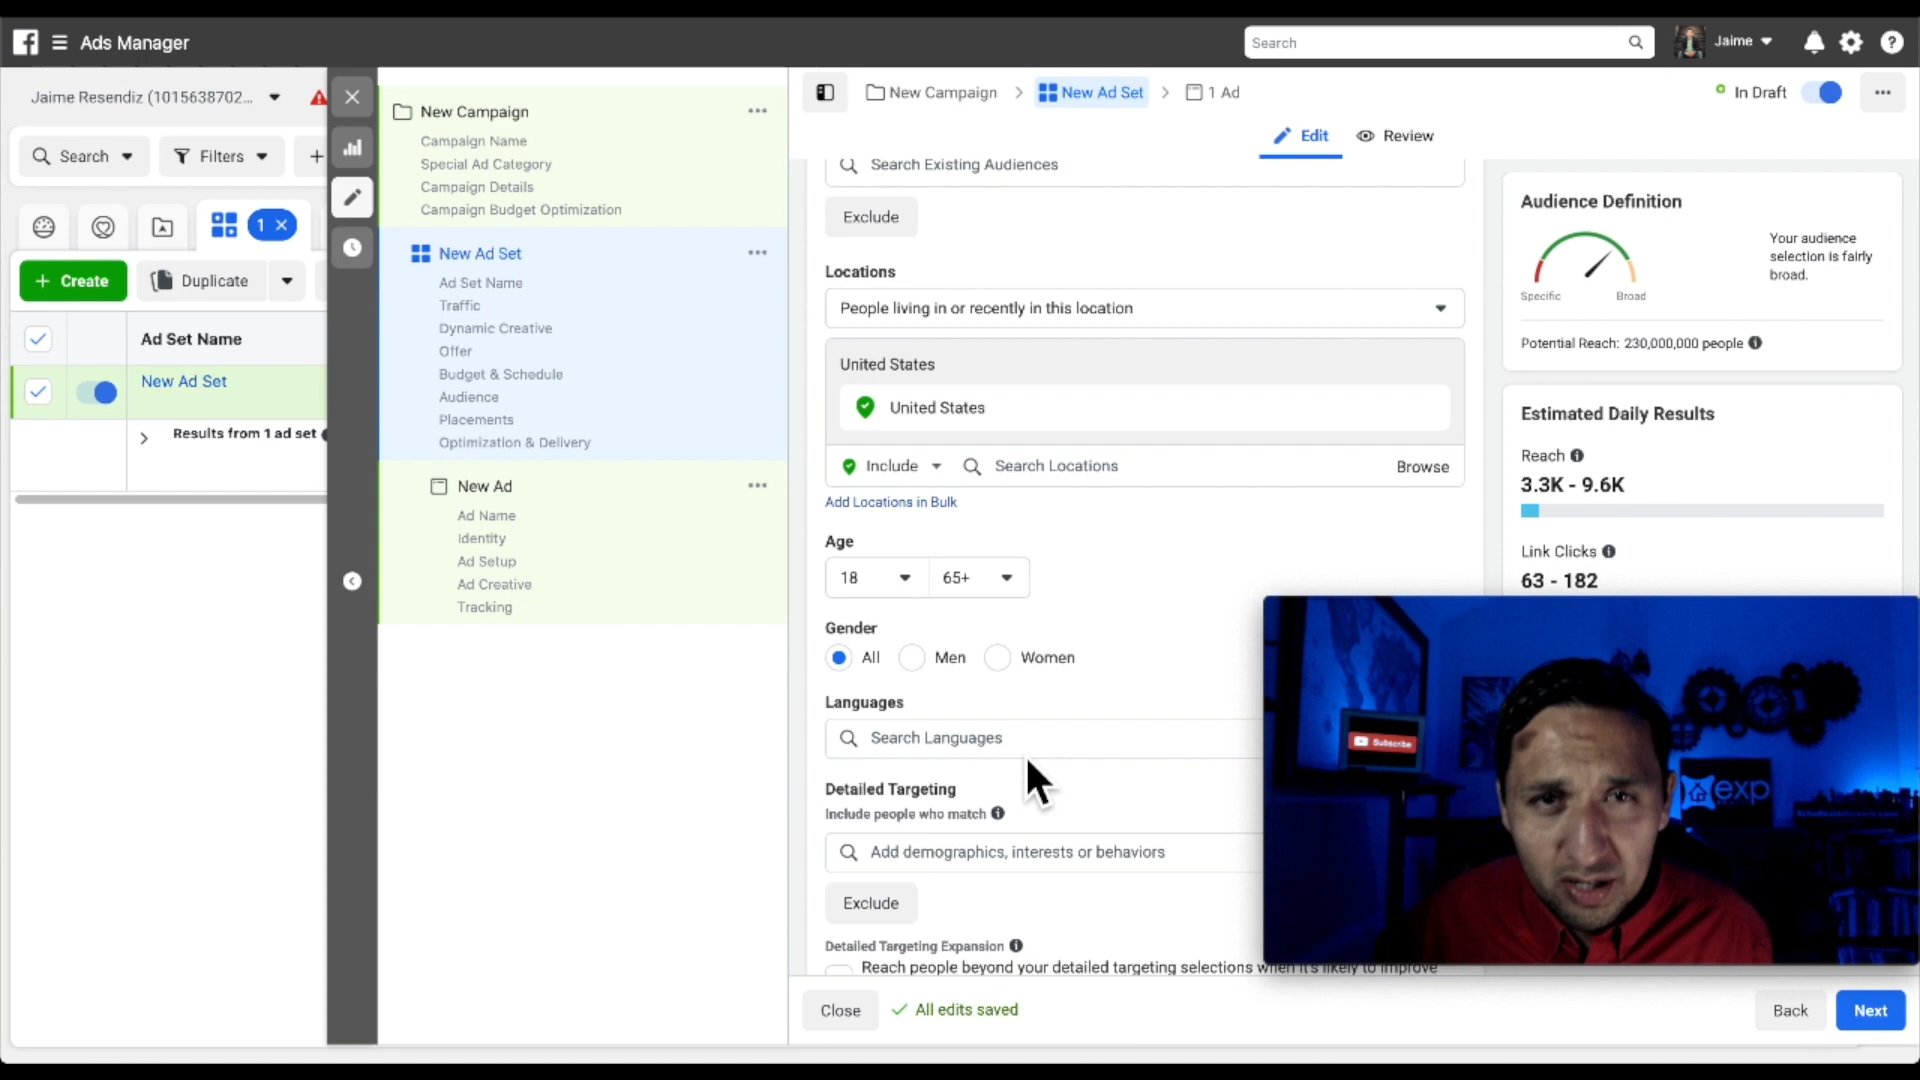 Ads Manager
Search
Jaime
Jaime Resendiz (1015638702...
Search
Filters
1
Create
Duplicate
Ad Set Name
New Ad Set
Results from 1 ad set
New Campaign
Campaign Name
Special Ad Category
Campaign Details
Campaign Budget Optimization
New Ad Set
Ad Set Name
Traffic
Dynamic Creative
Offer
Budget & Schedule
Audience
Placements
Optimization & Delivery
New Ad
Ad Name
Identity
Ad Setup
Ad Creative
Tracking
New Campaign
New Ad Set
1 Ad
In Draft
Edit
Review
Search Existing Audiences
Exclude
Locations
People living in or recently in this location
United States
United States
Include
Search Locations
Browse
Add Locations in Bulk
Age
18
65+
Gender
All
Men
Women
Languages
Search Languages
Detailed Targeting
Include people who match
Add demographics, interests or behaviors
Exclude
Detailed Targeting Expansion
Reach people beyond your detailed targeting selections when it's likely to improve
Close
All edits saved
Back
Next
Audience Definition
Your audience
selection is fairly
broad.
Specific
Broad
Potential Reach: 230,000,000 people
Estimated Daily Results
Reach
3.3K - 9.6K
Link Clicks
63 - 182
Subscribe
exp